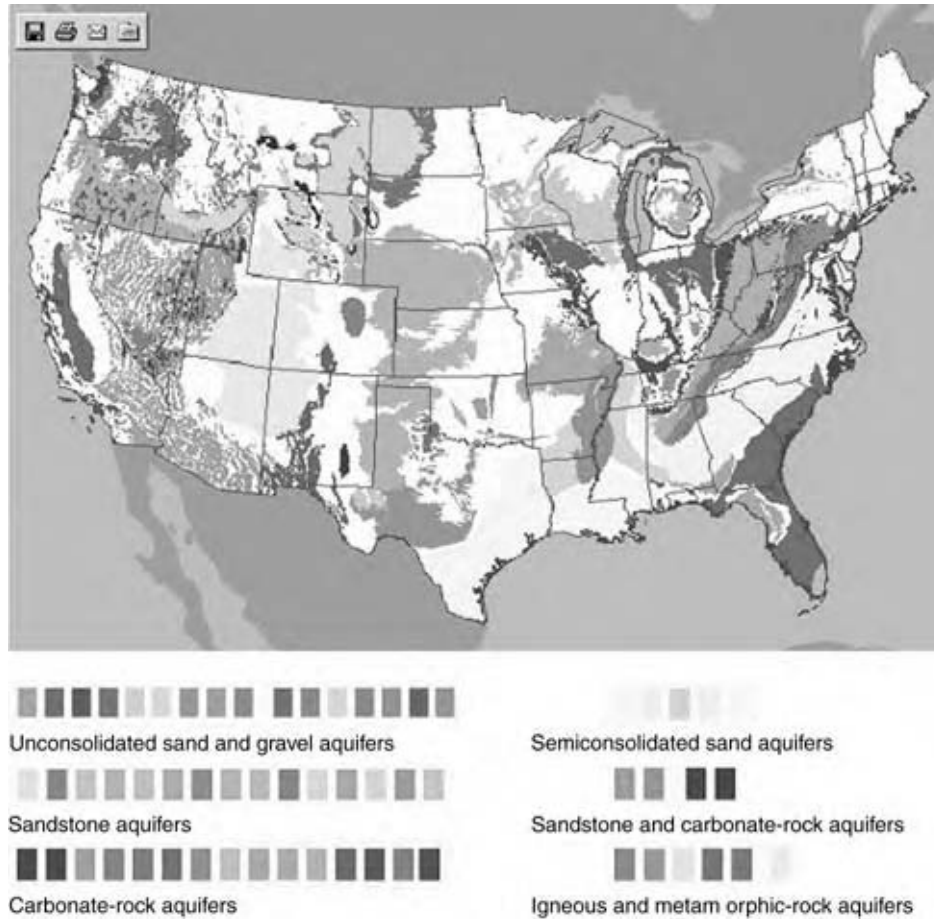 Unconsolidated sand and gravel aquifers
Semiconsolidated sand aquifers
Sandstone aquifers
Sandstone and carbonate-rock aquifers
Carbonate-rock aquifers
Igneous and metam orphic-rock aquifers